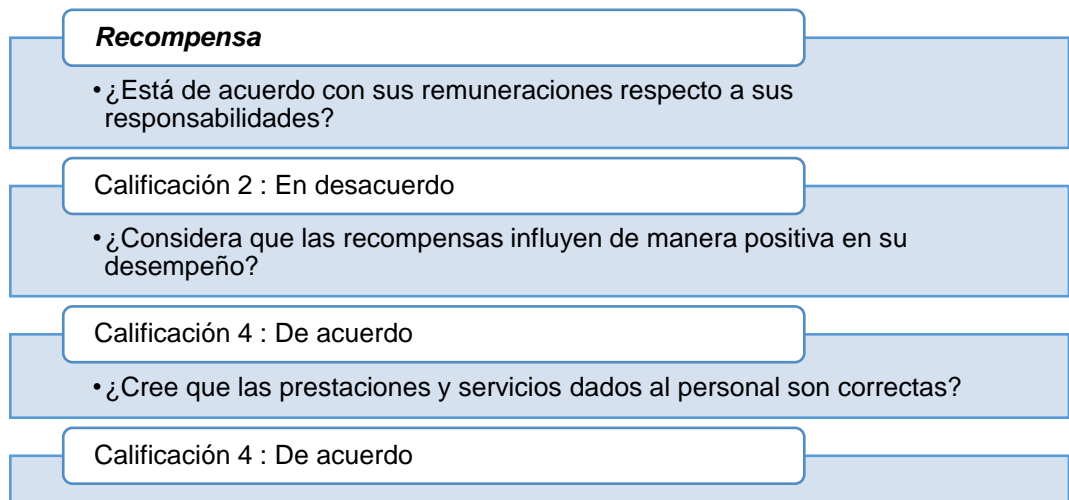 Recompensa
•¿Está de acuerdo con sus remuneraciones respecto a sus
responsabilidades?
Calificación 2 : En desacuerdo
•¿Considera que las recompensas influyen de manera positiva en su
desempeño?
Calificación 4 : De acuerdo
•¿Cree que las prestaciones y servicios dados al personal son correctas?
Calificación 4 : De acuerdo